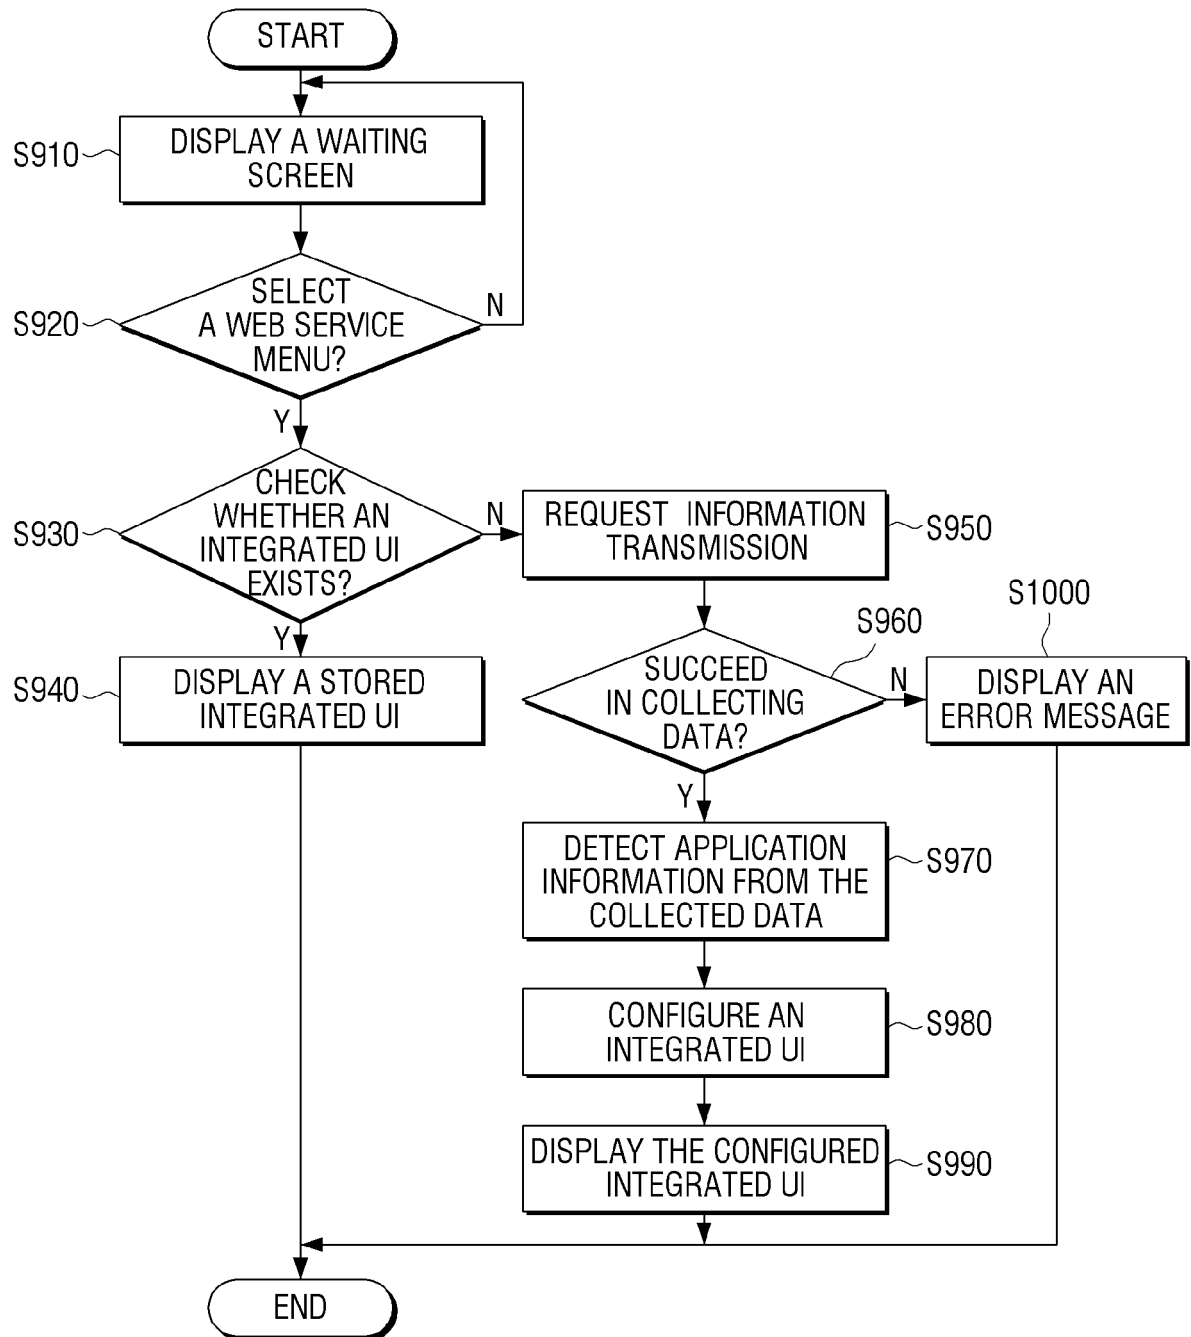 START
S910
DISPLAY A WAITING
SCREEN
S920
SELECT
A WEB SERVICE
MENU?
N
Y
S930
CHECK
WHETHER AN
INTEGRATED UI
EXISTS?
N
Y
S940
DISPLAY A STORED
INTEGRATED UI
REQUEST INFORMATION
TRANSMISSION
S950
SUCCEED
IN COLLECTING
DATA?
S960
N
Y
S1000
DISPLAY AN
ERROR MESSAGE
DETECT APPLICATION
INFORMATION FROM THE
COLLECTED DATA
S970
CONFIGURE AN
INTEGRATED UI
S980
DISPLAY THE CONFIGURED
INTEGRATED UI
S990
END